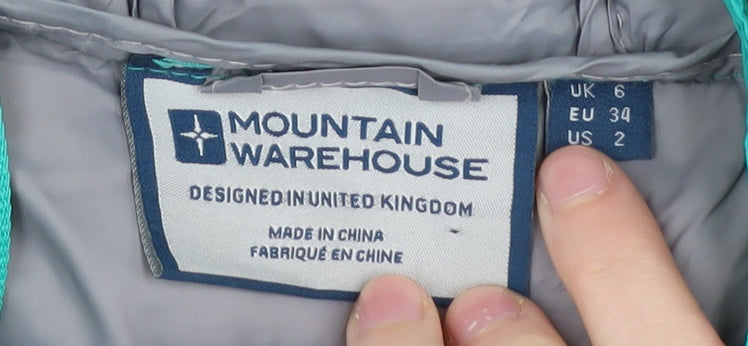 MOUNTAIN
WAREHOUSE
DESIGNED IN UNITED KINGDOM
MADE IN CHINA
FABRIQUÉ EN CHINE
UK 6
EU 34
US 2